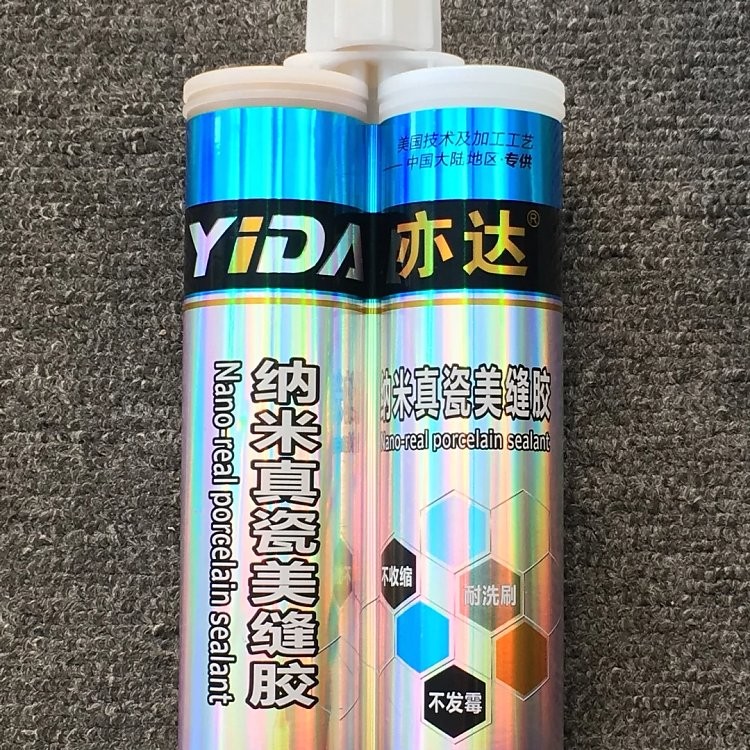 美国技术及加工工艺
中国大陆地区·专供
YiDA 亦达®
纳米真瓷美缝胶
Nano-real porcelain sealant
纳米真瓷美缝胶
Nano-real porcelain sealant
不收缩
耐洗刷
不发霉